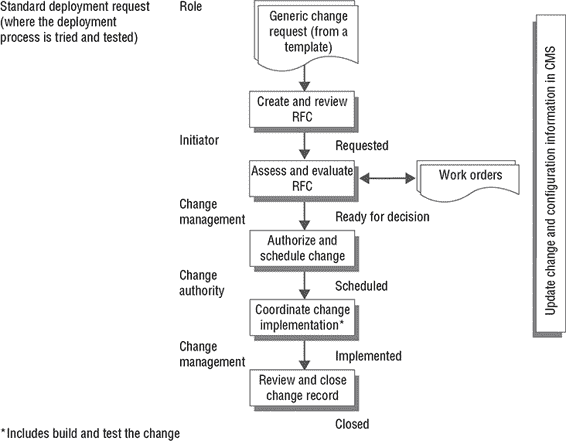 Standard deployment request
(where the deployment
process is tried and tested)
Role
Generic change
request (from a
template)
Create and review
RFC
Initiator
Requested
Assess and evaluate
RFC
Work orders
Change
management
Ready for decision
Authorize and
schedule change
Change
authority
Scheduled
Coordinate change
implementation*
Change
management
Implemented
Review and close
change record
Closed
*Includes build and test the change
Update change and configuration information in CMS